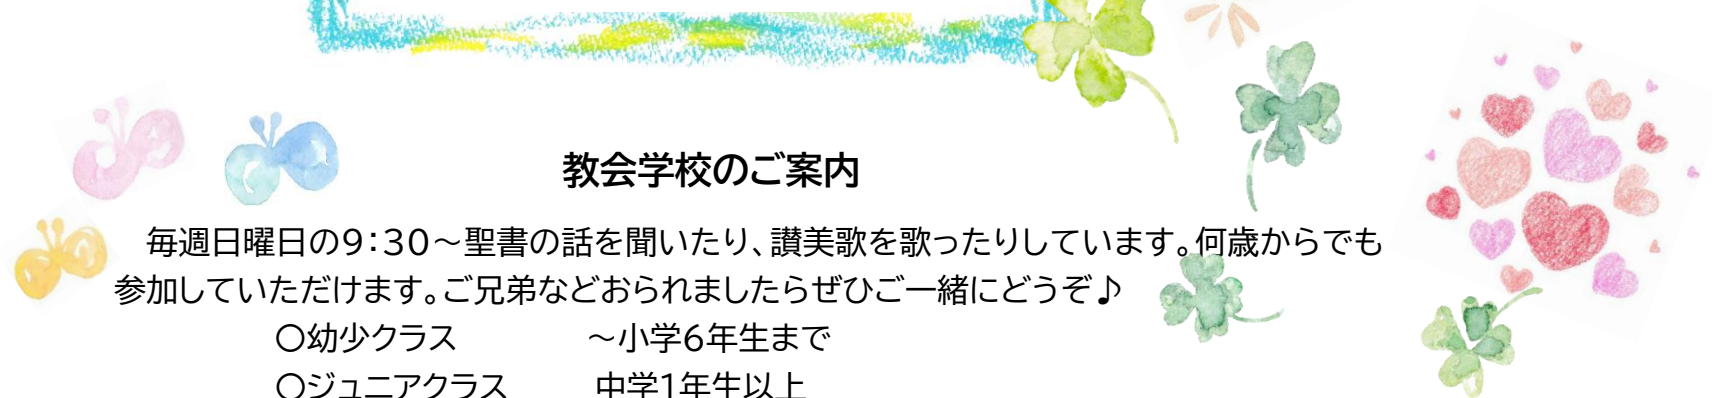 教会学校のご案内
毎週日曜日の9：30～聖書の話を聞いたり、讃美歌を歌ったりしています。何歳からでも
参加していただけます。ご兄弟などおられましたらぜひご一緒にどうぞ♪
〇幼少クラス　　　　～小学6年生まで
〇ジュニアクラス　　　中学1年生以上